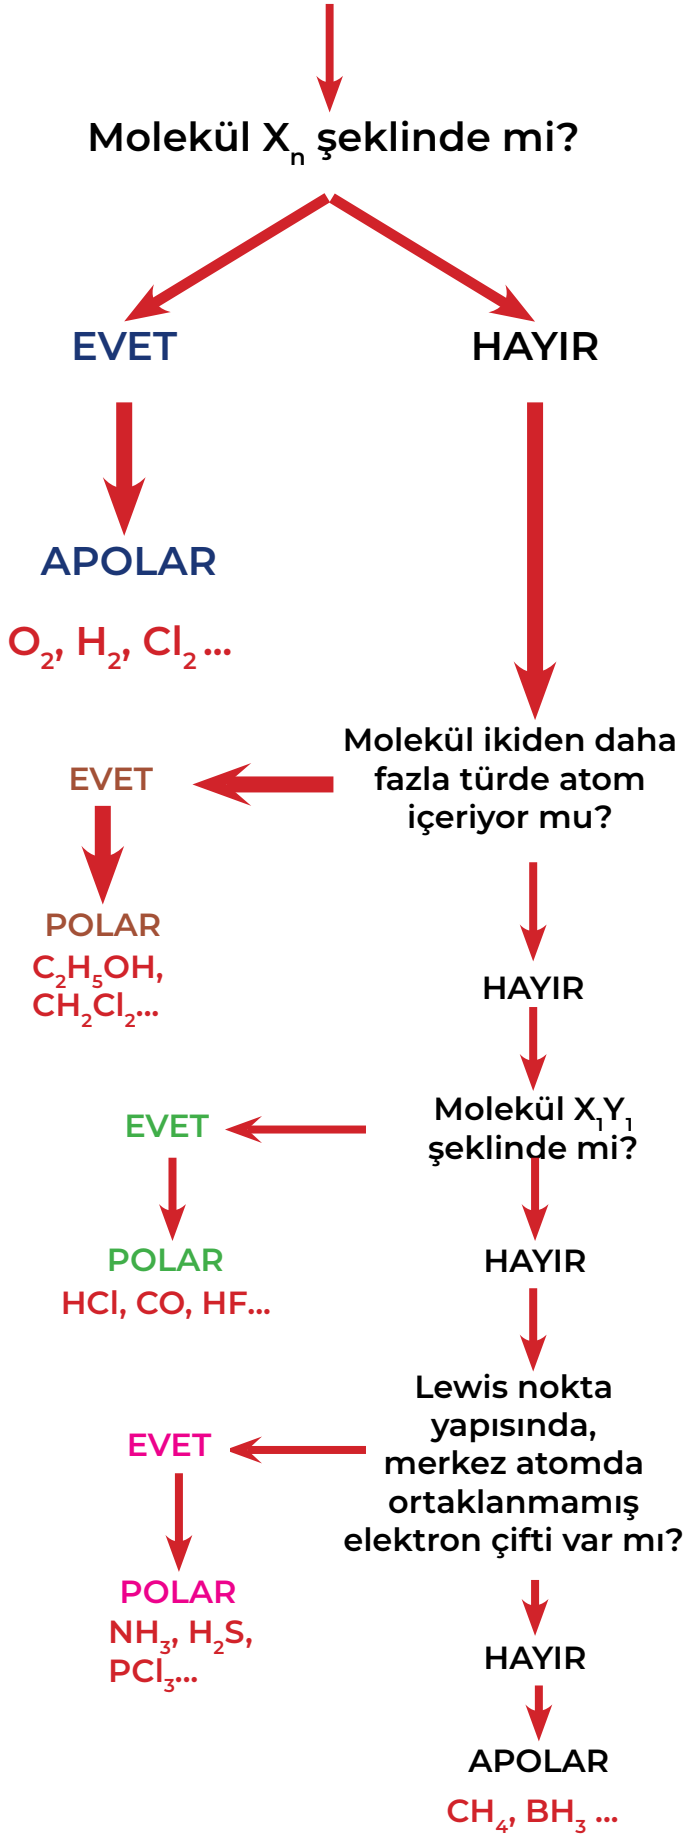 Molekül Xₙ şeklinde mi?
EVET
HAYIR
APOLAR
O₂, H₂, Cl₂ ...
Molekül ikiden daha
fazla türde atom
içeriyor mu?
EVET
POLAR
C₂H₅OH,
CH₂Cl₂...
HAYIR
Molekül X₁Y₁
şeklinde mi?
EVET
POLAR
HCl, CO, HF...
HAYIR
Lewis nokta
yapısında,
merkez atomda
ortaklanmamış
elektron çifti var mı?
EVET
POLAR
NH₃, H₂S,
PCl₃...
HAYIR
APOLAR
CH₄, BH₃ ...